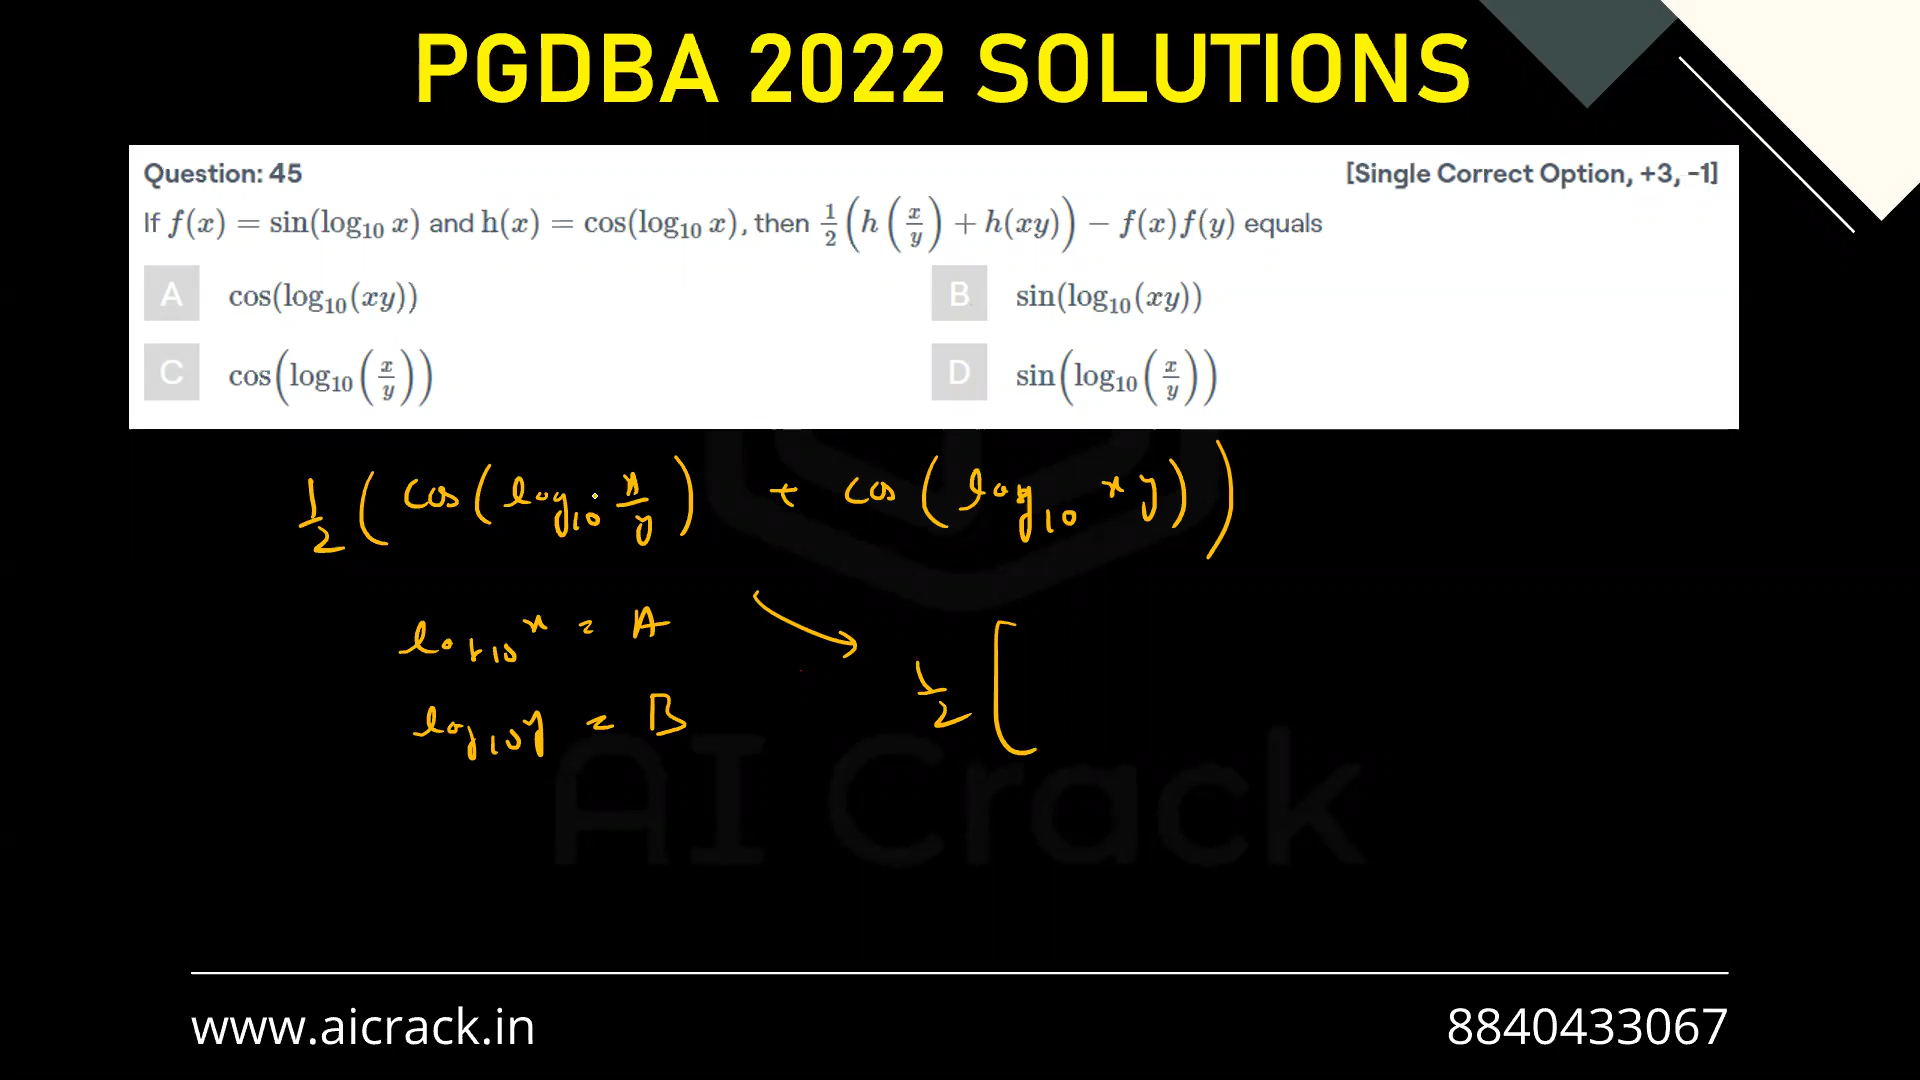 PGDBA 2022 SOLUTIONS
Question: 45 [Single Correct Option, +3, -1]
If f(x) = sin(log₁₀ x) and h(x) = cos(log₁₀ x), then 1/2 (h (x/y) + h(xy)) − f(x)f(y) equals
A cos(log₁₀(xy)) B sin(log₁₀(xy))
C cos(log₁₀(x/y)) D sin(log₁₀(x/y))
1/2 ( cos(log₁₀ x/y) + cos (log₁₀ xy))
log₁₀ x = A
1/2 [
log₁₀ y = B
AI Crack
www.aicrack.in 8840433067